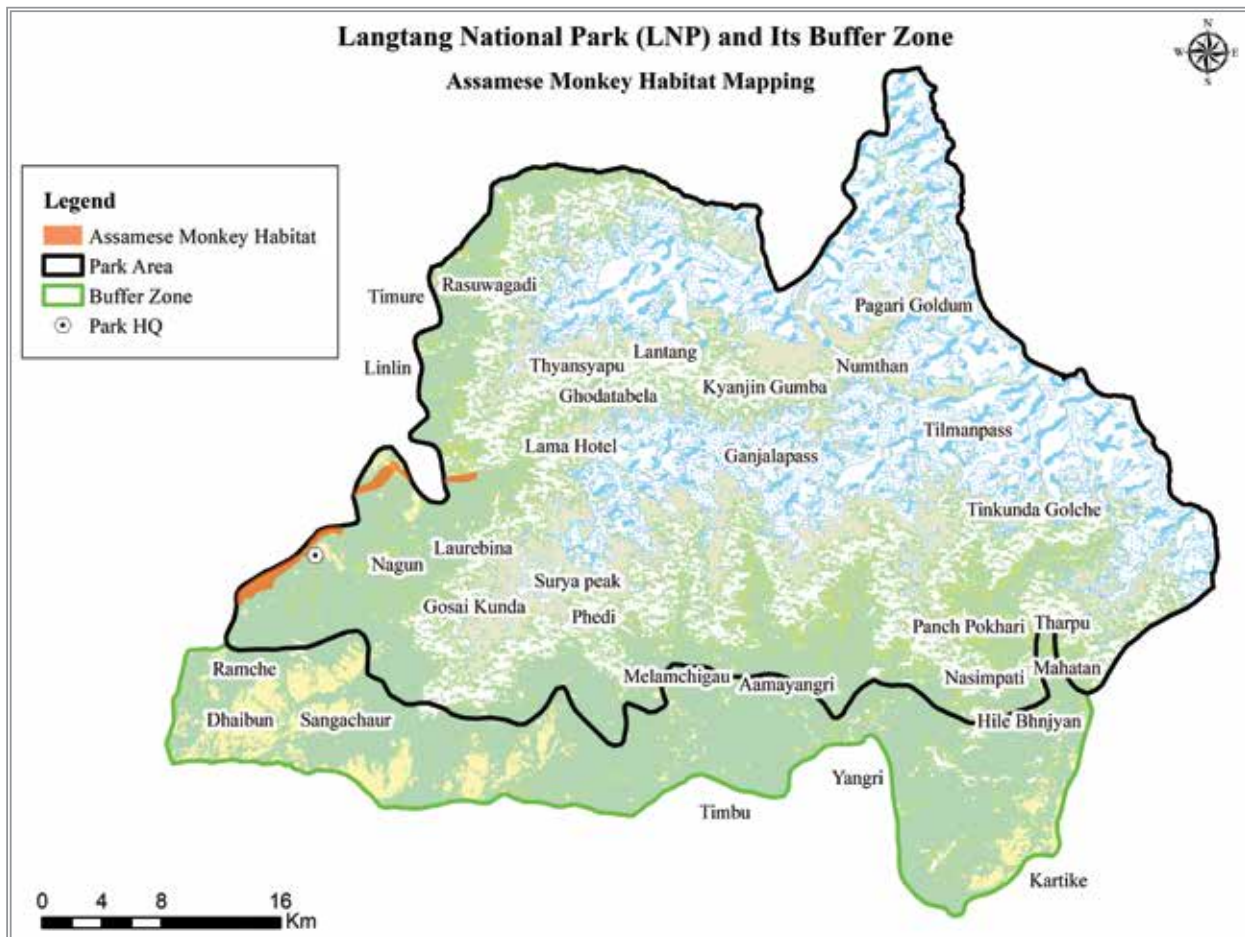 Langtang National Park (LNP) and Its Buffer Zone
Assamese Monkey Habitat Mapping
N
W E
S
Legend
Assamese Monkey Habitat
Park Area
Buffer Zone
Park HQ
Timure
Rasuwagadi
Pagari Goldum
Linlin
Thyansyapu
Lantang
Numthan
Ghodatabela
Kyanjin Gumba
Lama Hotel
Ganjalapass
Tilmanpass
Tinkunda Golche
Nagun
Laurebina
Surya peak
Gosai Kunda
Phedi
Panch Pokhari
Tharpu
Ramche
Melamchigau
Aamayangri
Nasimpati
Mahatan
Dhaibun
Sangachaur
Hile Bhnjyan
Yangri
Timbu
Kartike
0 4 8 16
Km